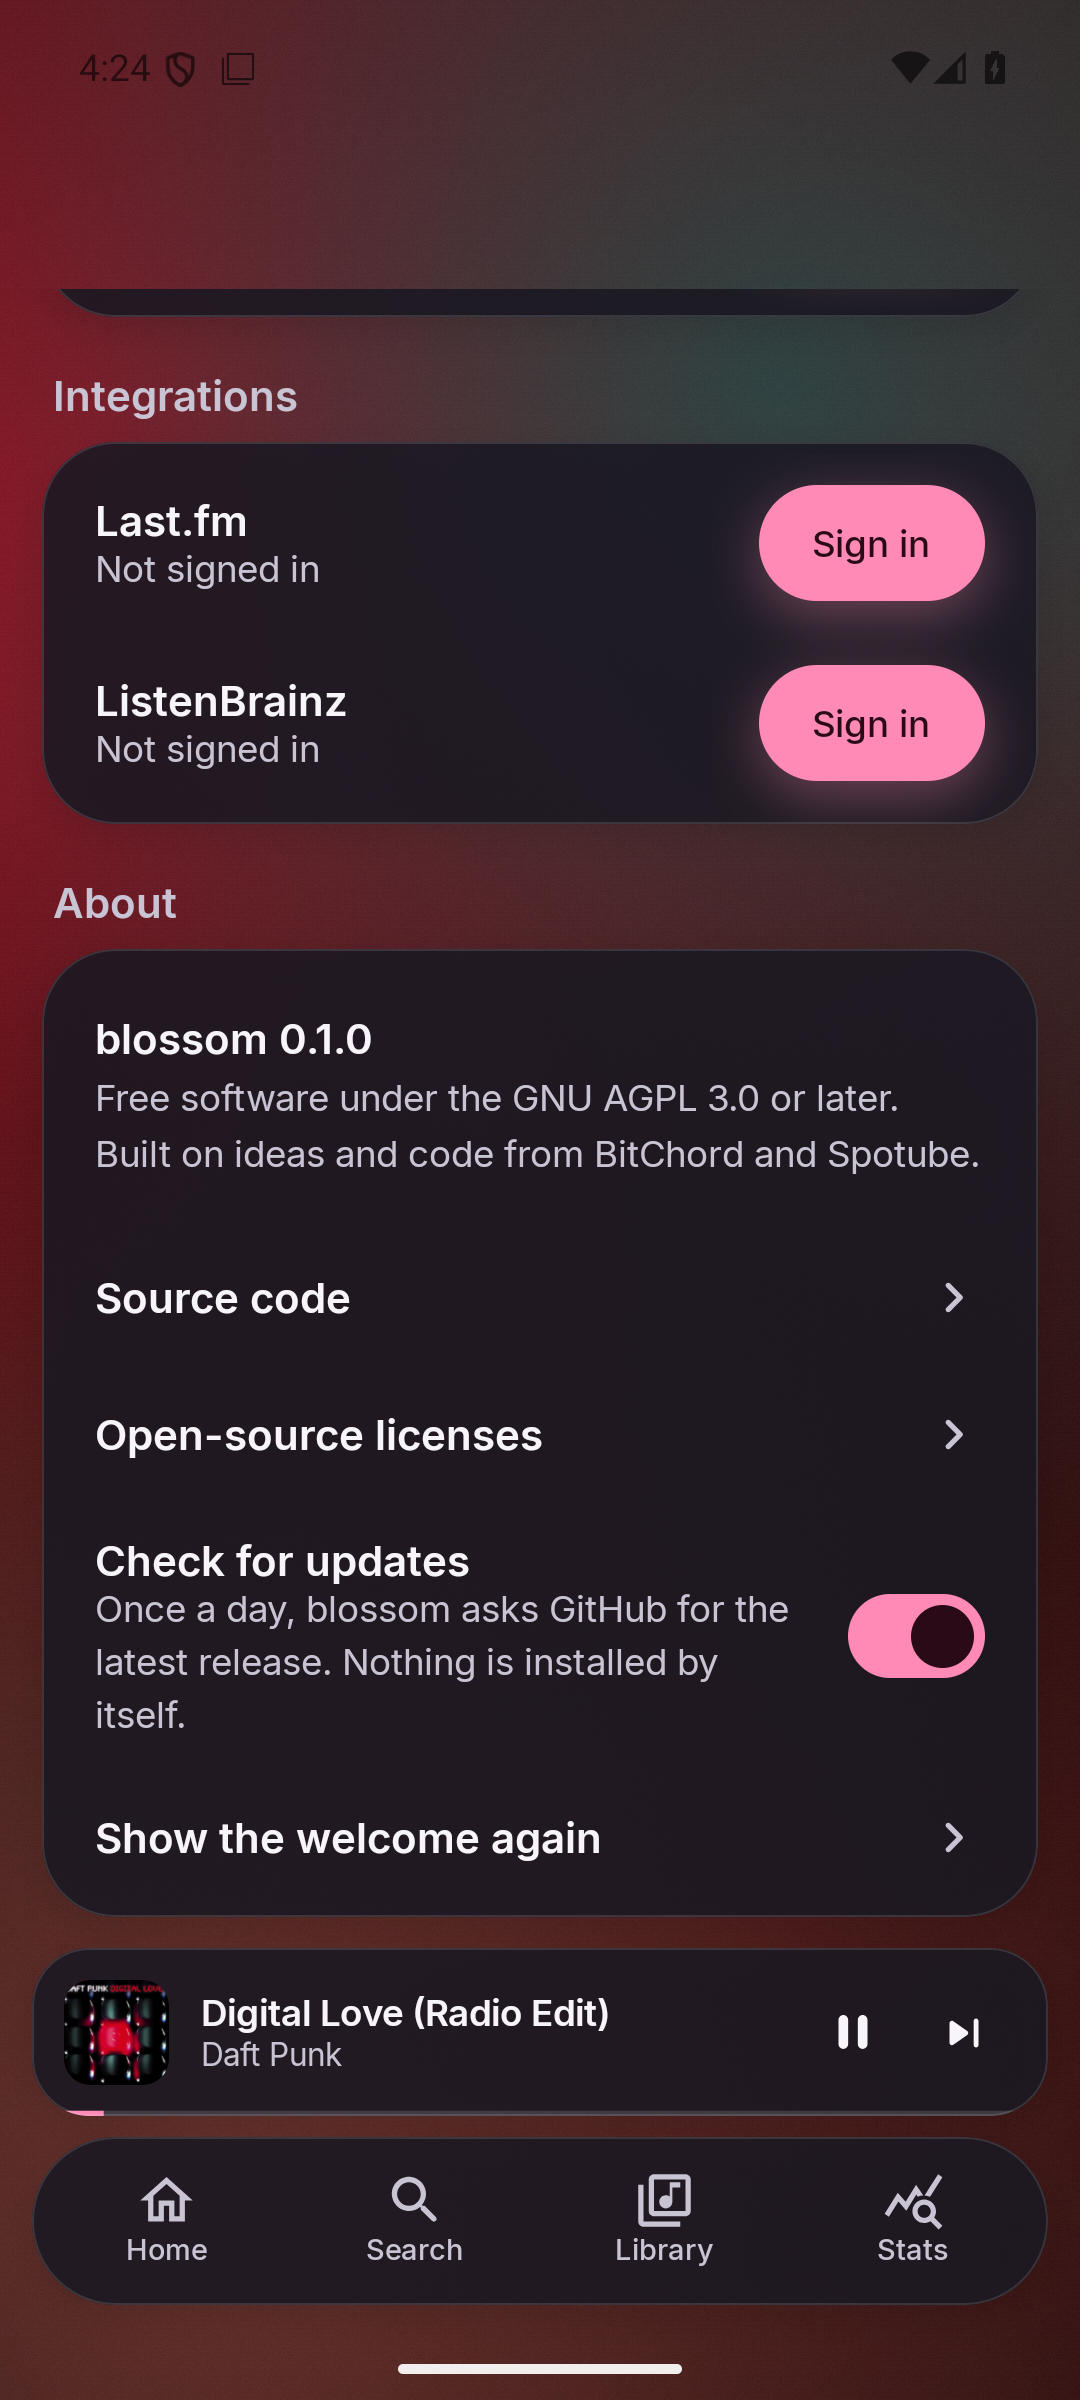 4:24
Integrations
Last.fm
Not signed in
Sign in
ListenBrainz
Not signed in
Sign in
About
blossom 0.1.0
Free software under the GNU AGPL 3.0 or later.
Built on ideas and code from BitChord and Spotube.
Source code
Open-source licenses
Check for updates
Once a day, blossom asks GitHub for the
latest release. Nothing is installed by
itself.
Show the welcome again
DAFT PUNK DIGITAL LOVE
Digital Love (Radio Edit)
Daft Punk
Home
Search
Library
Stats